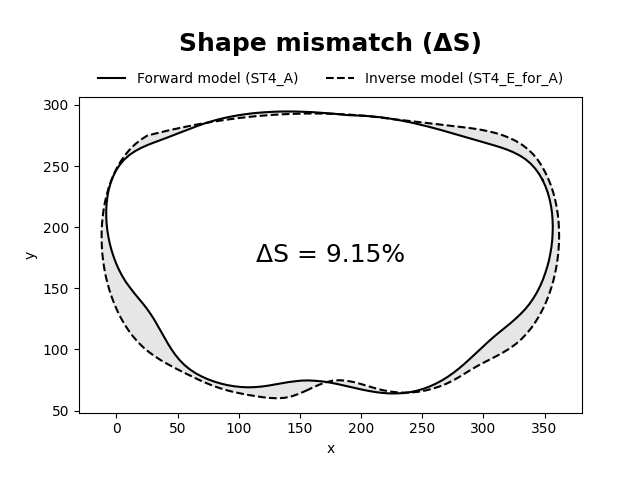 Shape mismatch (ΔS)
Forward model (ST4_A) Inverse model (ST4_E_for_A)
300
250
200
150
100
50
y
ΔS = 9.15%
0 50 100 150 200 250 300 350
x